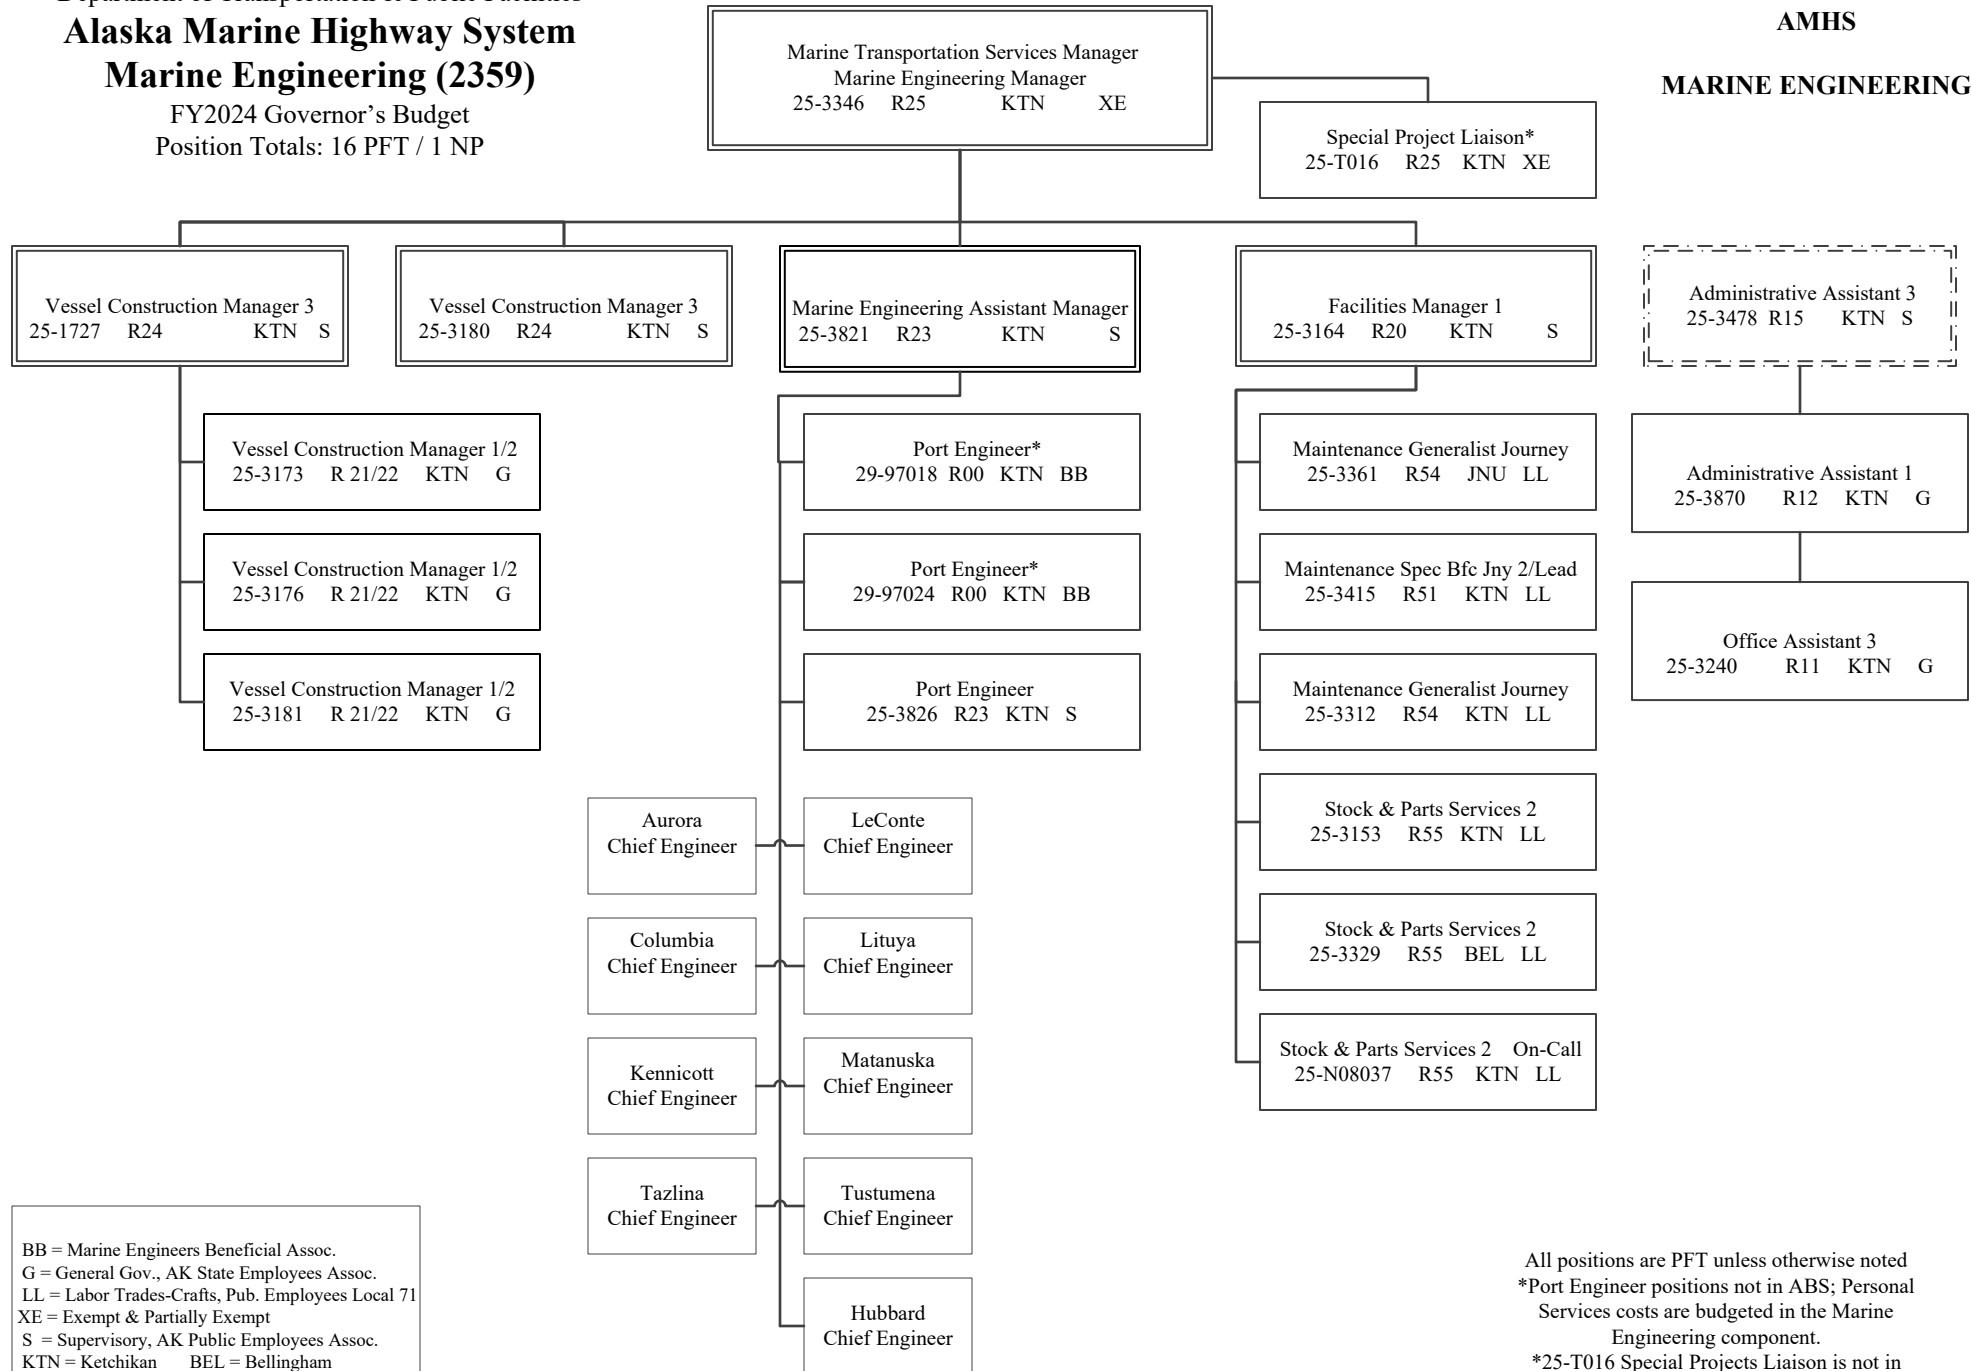 Department of Transportation & Public Facilities
Alaska Marine Highway System
Marine Engineering (2359)
FY2024 Governor's Budget
Position Totals: 16 PFT / 1 NP
AMHS
MARINE ENGINEERING
Marine Transportation Services Manager
Marine Engineering Manager
25-3346 R25 KTN XE
Special Project Liaison*
25-T016 R25 KTN XE
Vessel Construction Manager 3
25-1727 R24 KTN S
Vessel Construction Manager 3
25-3180 R24 KTN S
Marine Engineering Assistant Manager
25-3821 R23 KTN S
Facilities Manager 1
25-3164 R20 KTN S
Administrative Assistant 3
25-3478 R15 KTN S
Vessel Construction Manager 1/2
25-3173 R 21/22 KTN G
Vessel Construction Manager 1/2
25-3176 R 21/22 KTN G
Vessel Construction Manager 1/2
25-3181 R 21/22 KTN G
Port Engineer*
29-97018 R00 KTN BB
Port Engineer*
29-97024 R00 KTN BB
Port Engineer
25-3826 R23 KTN S
Aurora
Chief Engineer
LeConte
Chief Engineer
Columbia
Chief Engineer
Lituya
Chief Engineer
Kennicott
Chief Engineer
Matanuska
Chief Engineer
Tazlina
Chief Engineer
Tustumena
Chief Engineer
Hubbard
Chief Engineer
Maintenance Generalist Journey
25-3361 R54 JNU LL
Maintenance Spec Bfc Jny 2/Lead
25-3415 R51 KTN LL
Maintenance Generalist Journey
25-3312 R54 KTN LL
Stock & Parts Services 2
25-3153 R55 KTN LL
Stock & Parts Services 2
25-3329 R55 BEL LL
Stock & Parts Services 2 On-Call
25-N08037 R55 KTN LL
Administrative Assistant 1
25-3870 R12 KTN G
Office Assistant 3
25-3240 R11 KTN G
BB = Marine Engineers Beneficial Assoc.
G = General Gov., AK State Employees Assoc.
LL = Labor Trades-Crafts, Pub. Employees Local 71
XE = Exempt & Partially Exempt
S = Supervisory, AK Public Employees Assoc.
KTN = Ketchikan BEL = Bellingham
All positions are PFT unless otherwise noted
*Port Engineer positions not in ABS; Personal
Services costs are budgeted in the Marine
Engineering component.
*25-T016 Special Projects Liaison is not in